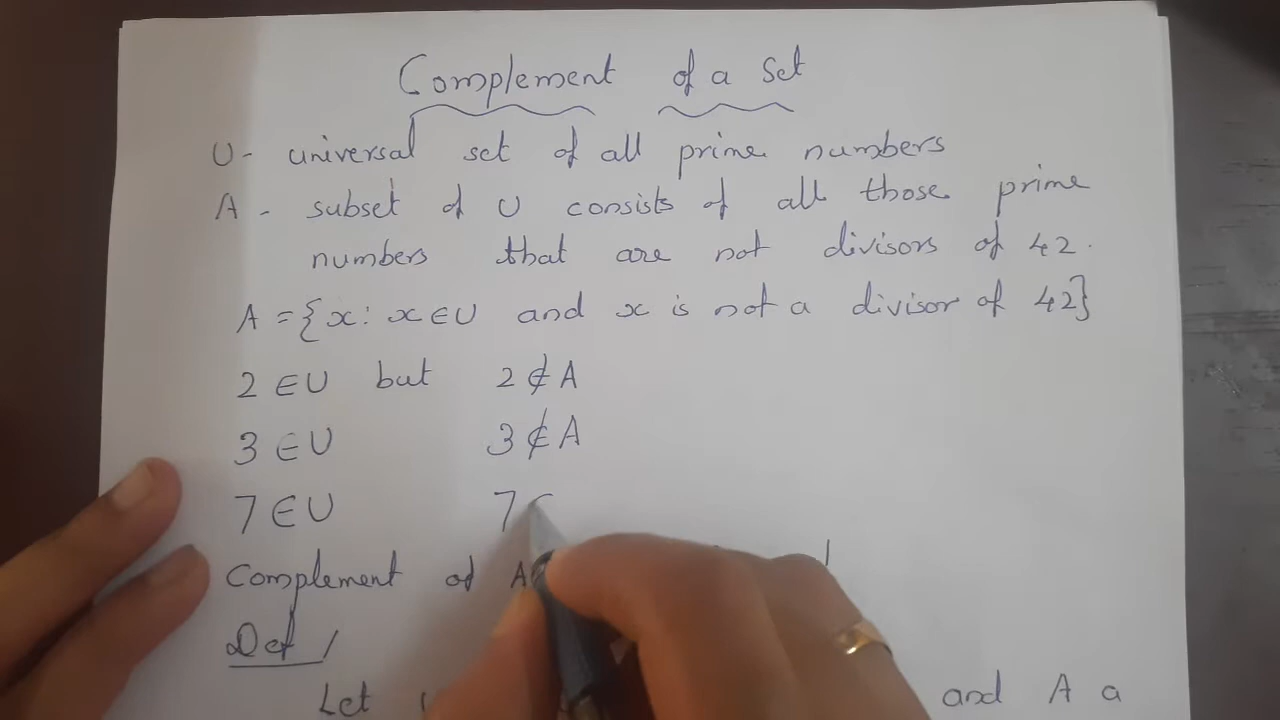 Complement of a set
U - universal set of all prime numbers
A - subset of U consists of all those prime
numbers that are not divisors of 42.
A = {x : x ∈ U and x is not a divisor of 42}
2 ∈ U but 2 ∉ A
3 ∈ U 3 ∉ A
7 ∈ U 7
Complement of A
Def /
Let and A a